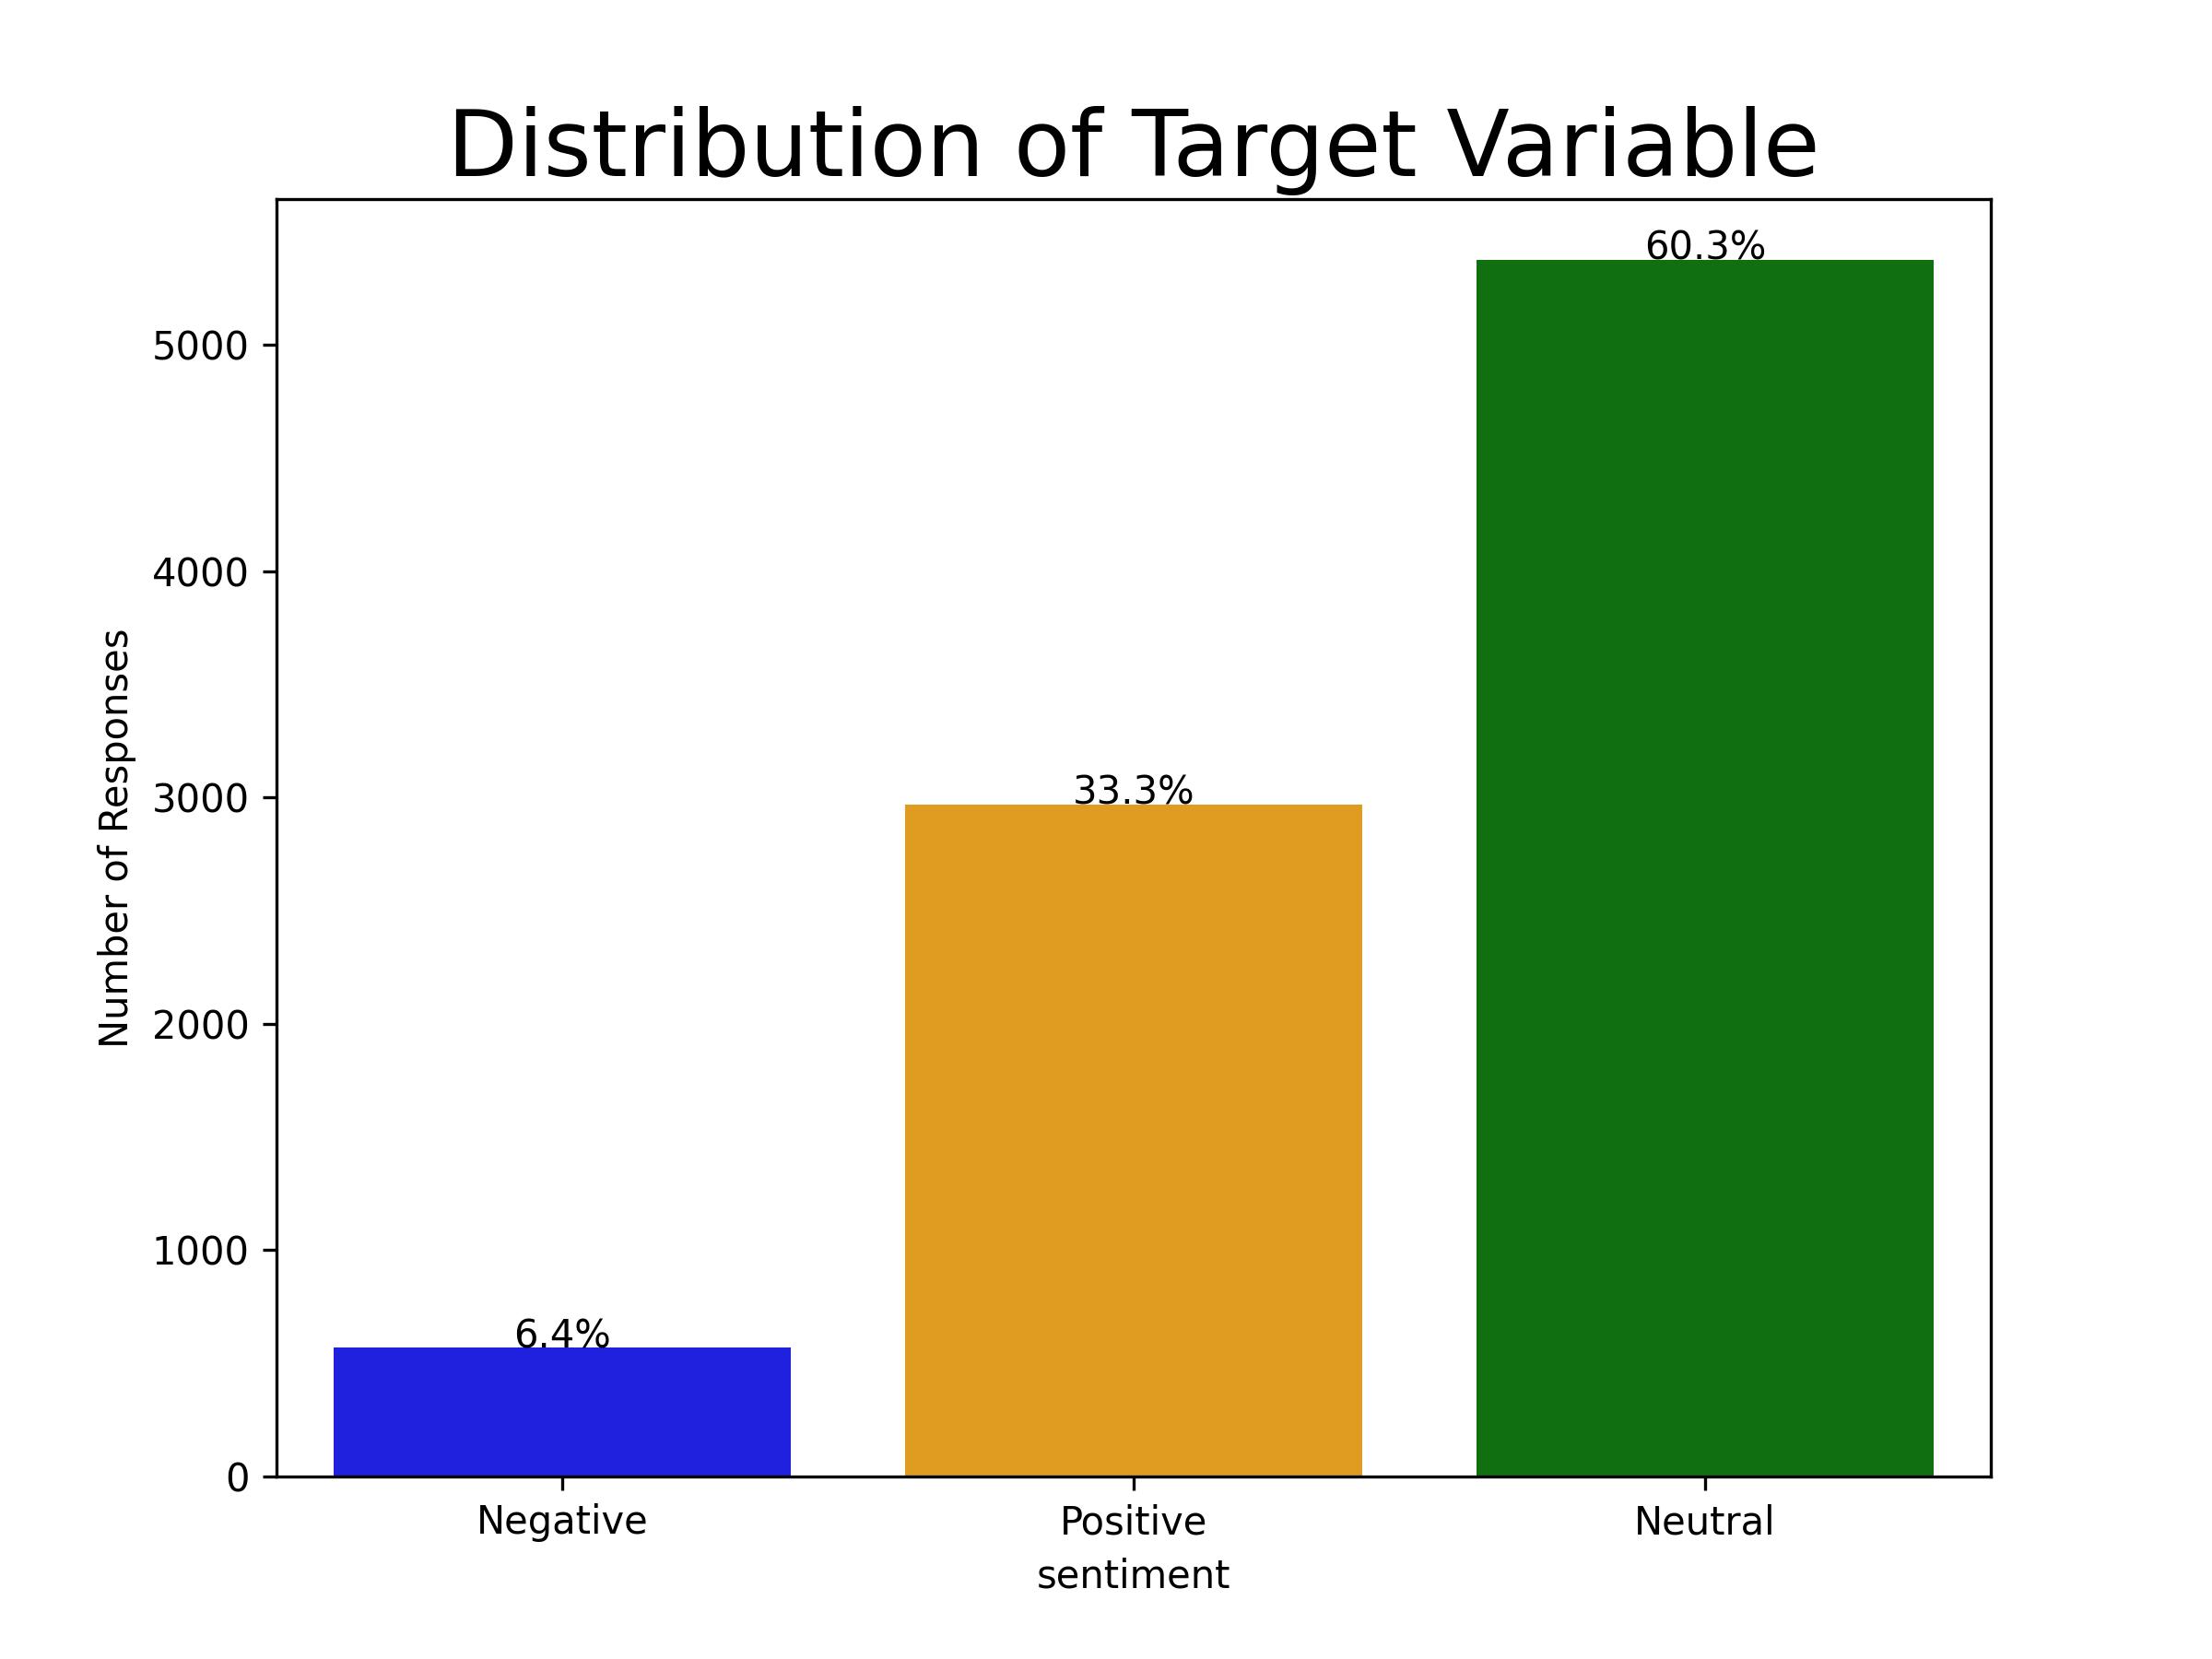 Distribution of Target Variable
60.3%
5000
4000
33.3%
3000
Number of Responses
2000
6.4%
1000
0
Negative
Positive
Neutral
sentiment